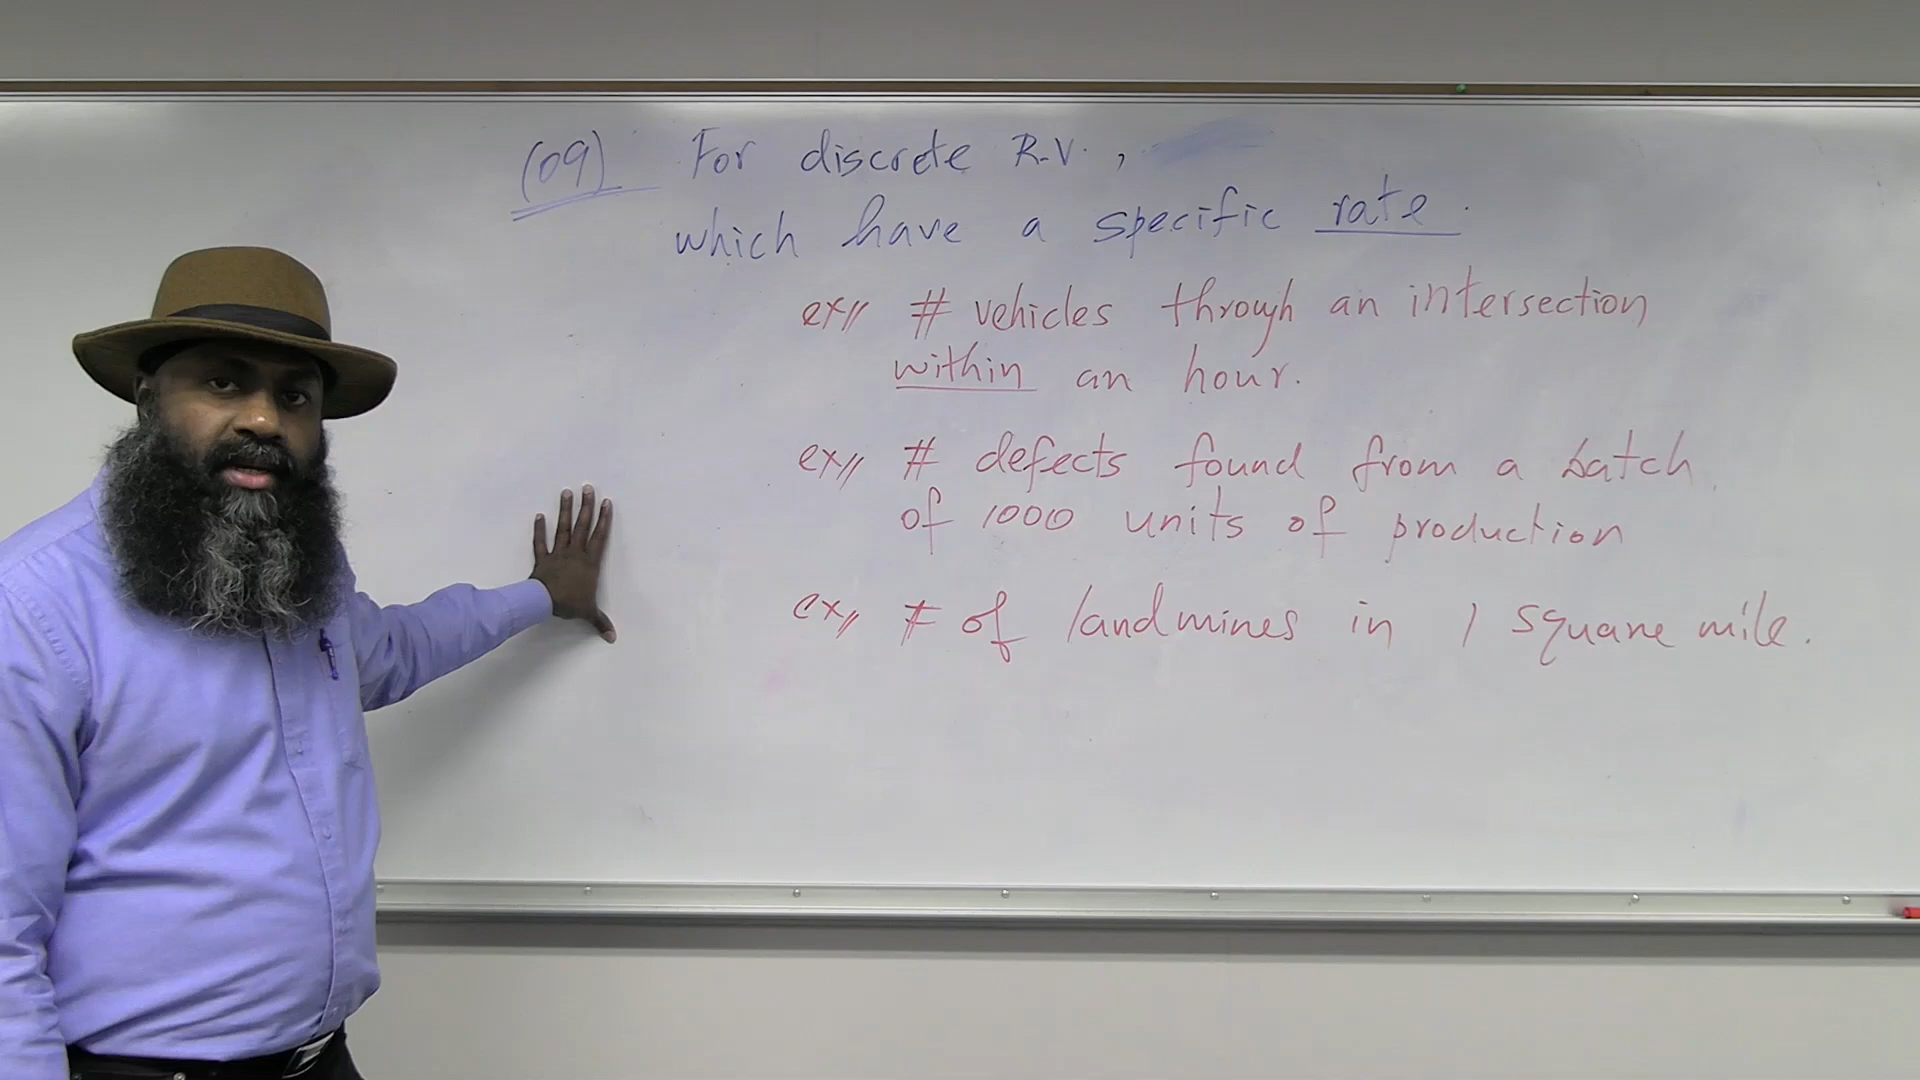 (09) For discrete R.V.,
which have a specific rate.
ex// # vehicles through an intersection
within an hour.
ex// # defects found from a batch
of 1000 units of production
ex// # of landmines in 1 square mile.